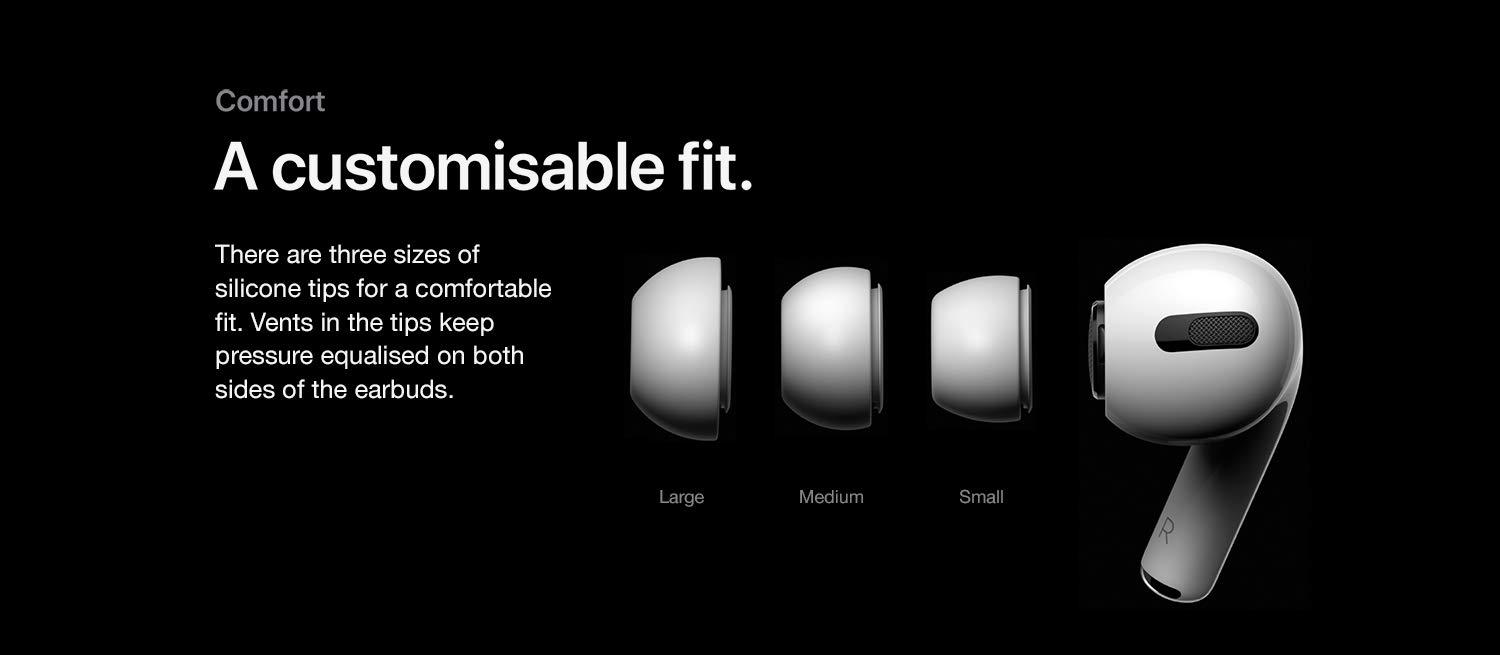 Comfort
A customisable fit.
There are three sizes of
silicone tips for a comfortable
fit. Vents in the tips keep
pressure equalised on both
sides of the earbuds.
Large
Medium
Small
R